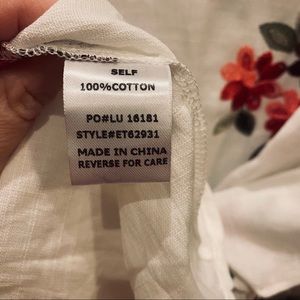 SELF
100%COTTON
PO#LU 16181
STYLE#ET62931
MADE IN CHINA
REVERSE FOR CARE